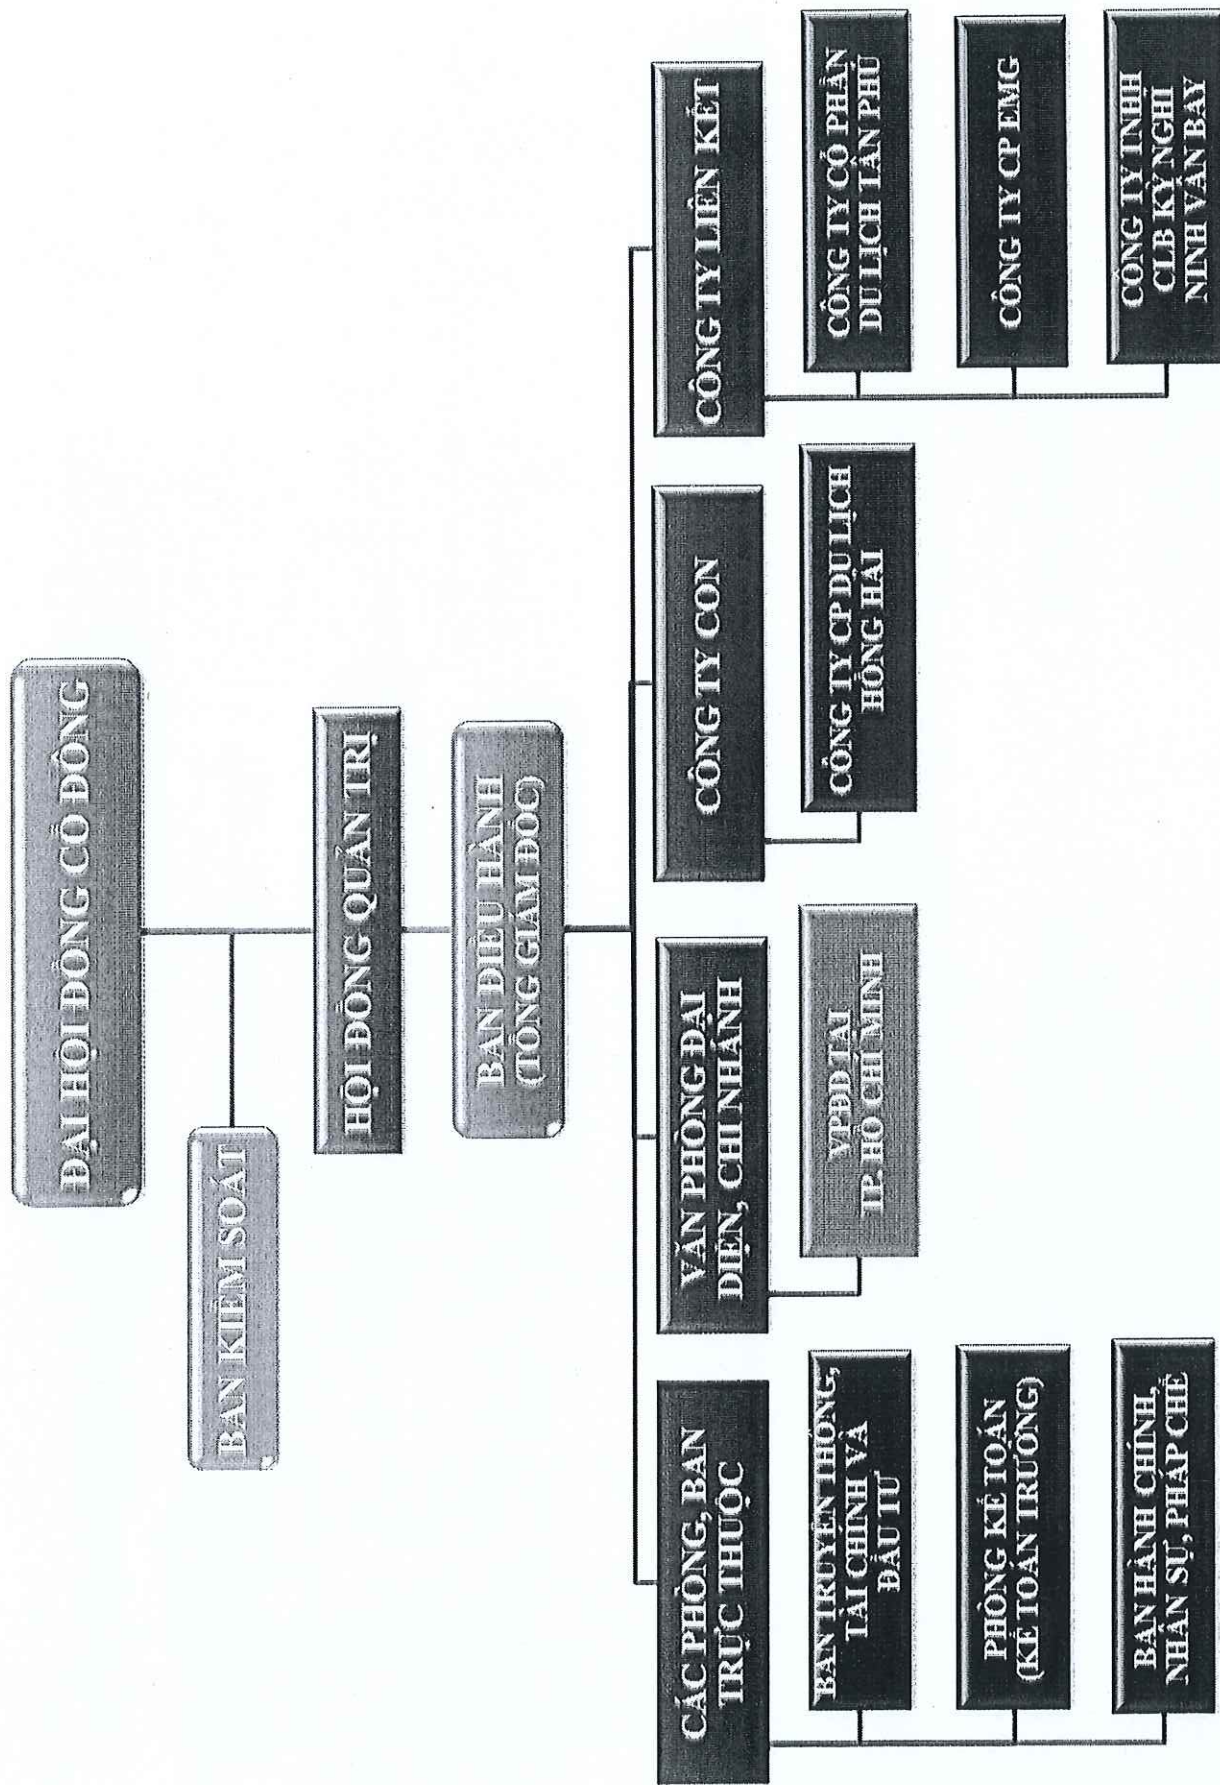 ĐẠI HỘI ĐỒNG CỔ ĐÔNG
BAN KIỂM SOÁT
HỘI ĐỒNG QUẢN TRỊ
BAN ĐIỀU HÀNH
(TỔNG GIÁM ĐỐC)
CÁC PHÒNG, BAN
TRỰC THUỘC
BAN TRUYỀN THÔNG,
TÀI CHÍNH VÀ
ĐẦU TƯ
PHÒNG KẾ TOÁN
(KẾ TOÁN TRƯỞNG)
BAN HÀNH CHÍNH,
NHÂN SỰ, PHÁP CHẾ
VĂN PHÒNG ĐẠI
DIỆN, CHI NHÁNH
VPĐD TẠI
TP. HỒ CHÍ MINH
CÔNG TY CON
CÔNG TY CP DU LỊCH
HỒNG HẢI
CÔNG TY LIÊN KẾT
CÔNG TY CỔ PHẦN
DU LỊCH TÂN PHÚ
CÔNG TY CP EMG
CÔNG TY TNHH
CLB KỲ NGHỈ
NINH VÂN BAY